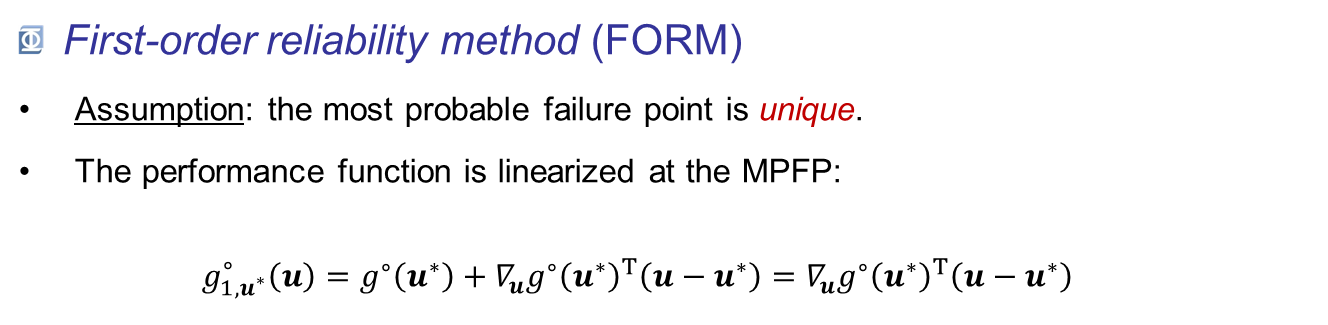 First-order reliability method (FORM)
• Assumption: the most probable failure point is unique.
• The performance function is linearized at the MPFP:
g°₁,𝒖*(𝒖) = g°(𝒖*) + ∇𝒖g°(𝒖*)ᵀ(𝒖 − 𝒖*) = ∇𝒖g°(𝒖*)ᵀ(𝒖 − 𝒖*)